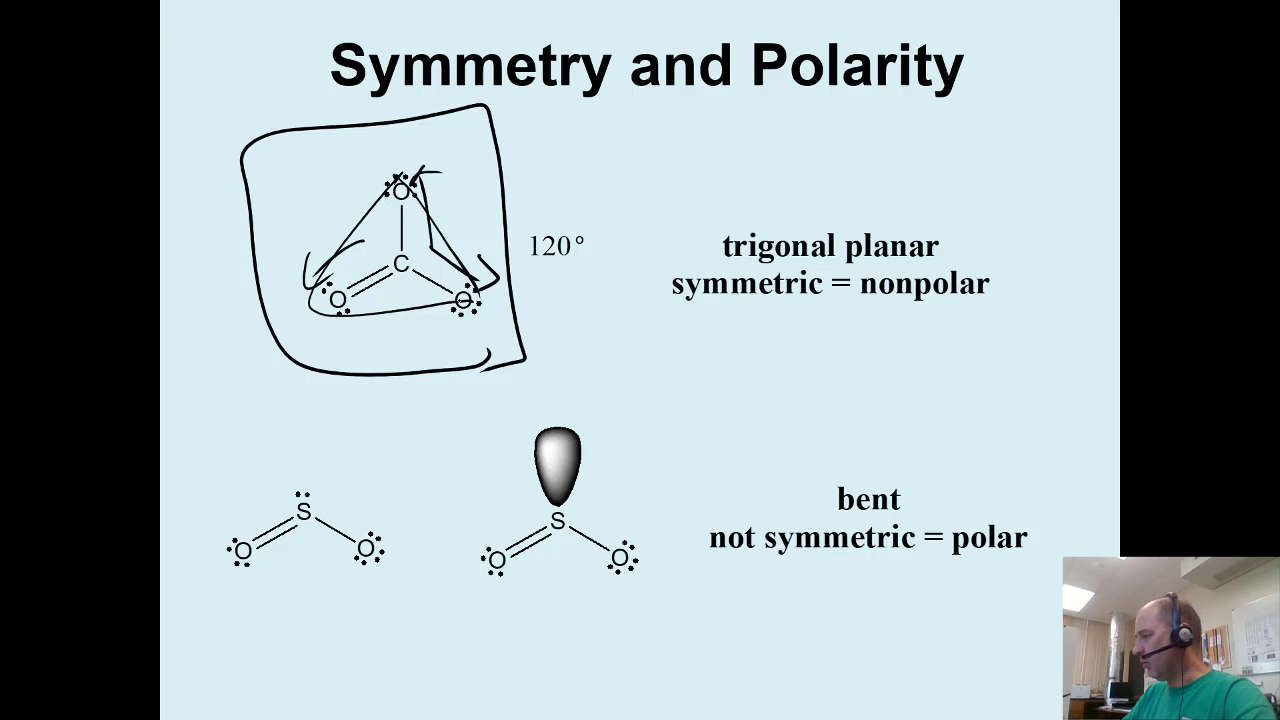 Symmetry and Polarity
O
C
O
O
120°
trigonal planar
symmetric = nonpolar
S
O
O
S
O
O
bent
not symmetric = polar